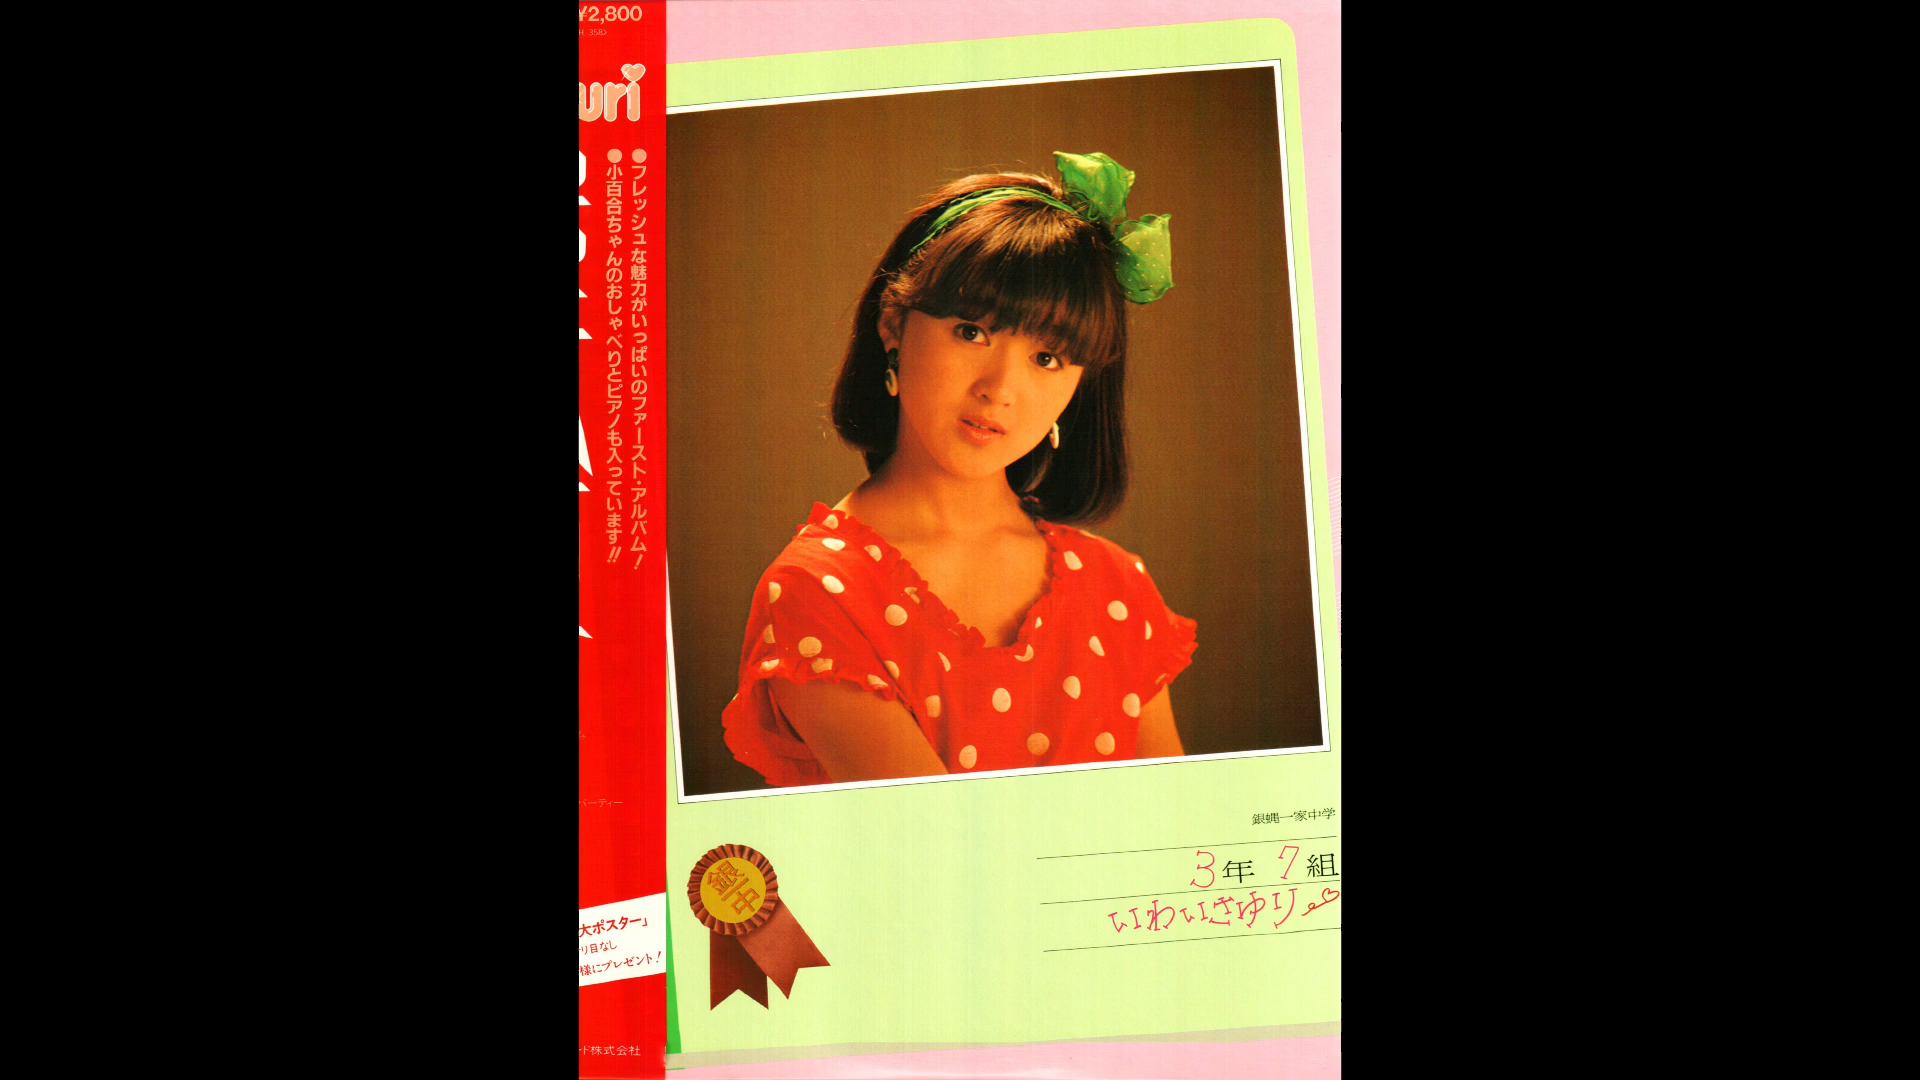 ¥2,800
uri
●フレッシュな魅力がいっぱいのファースト・アルバム!
●小百合ちゃんのおしゃべりとピアノも入っています!!
パーティー
大ポスター」
り目なし
様にプレゼント!
ド株式会社
銀蝿一家中学
3年 7組
いわいさゆり
銀中